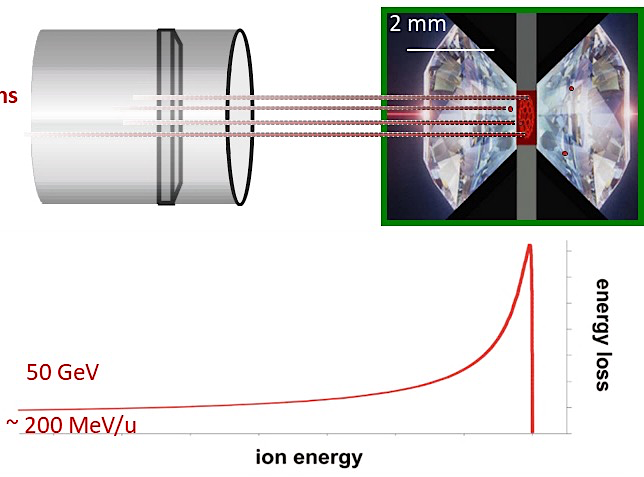 2 mm
ns
50 GeV
~ 200 MeV/u
energy loss
ion energy